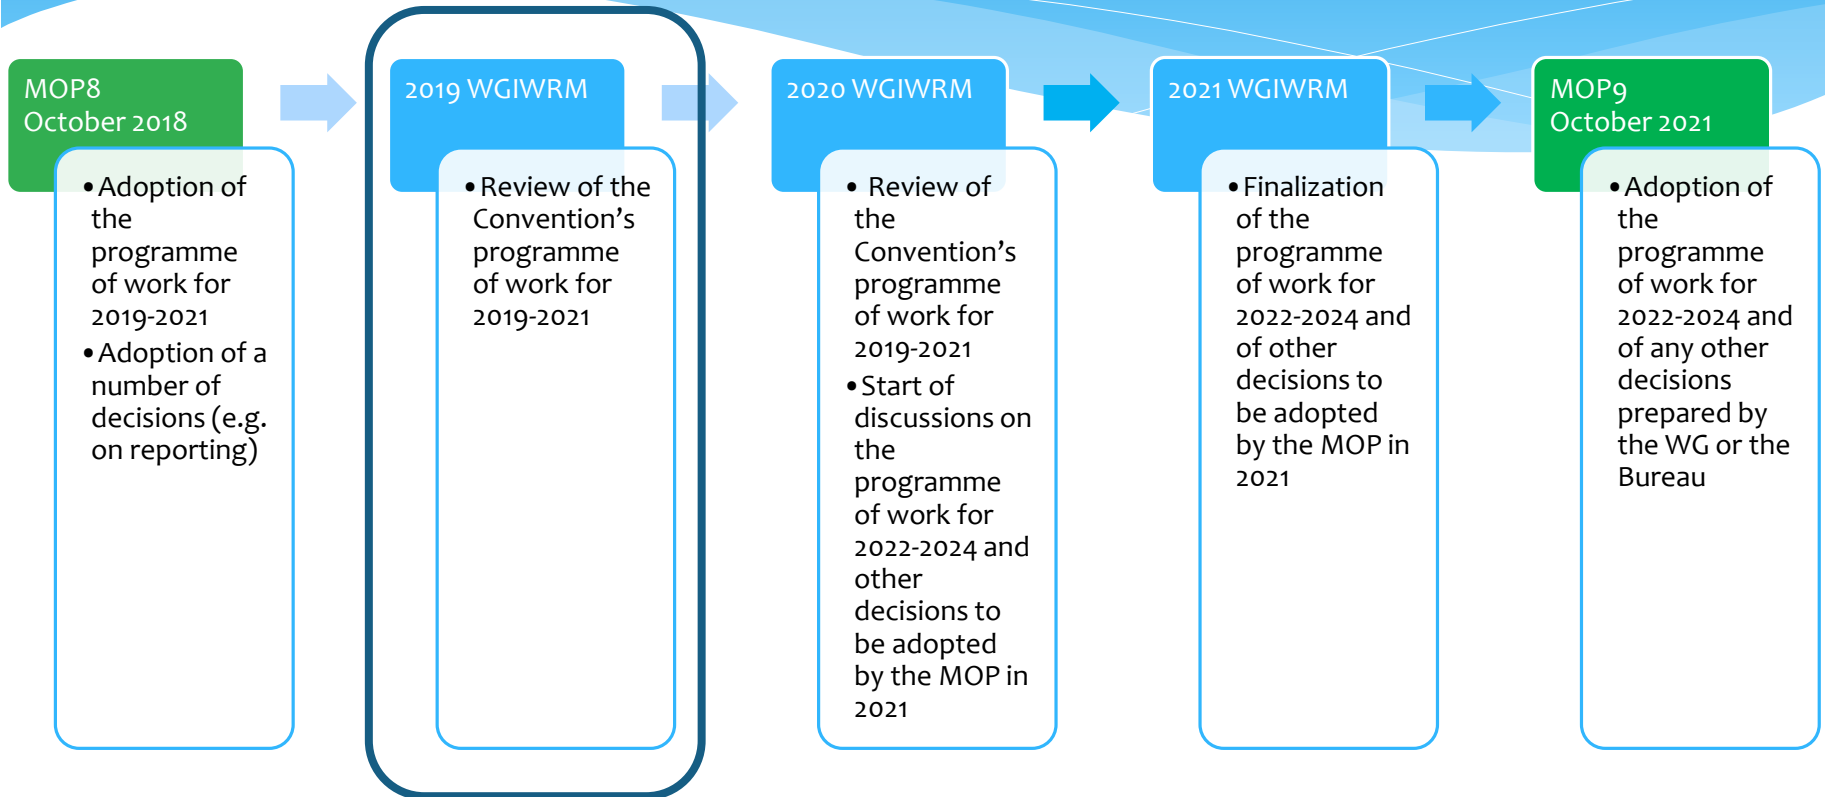 MOP8
October 2018
•Adoption of
the
programme
of work for
2019-2021
•Adoption of a
number of
decisions (e.g.
on reporting)
2019 WGIWRM
•Review of the
Convention’s
programme
of work for
2019-2021
2020 WGIWRM
• Review of
the
Convention’s
programme
of work for
2019-2021
•Start of
discussions on
the
programme
of work for
2022-2024 and
other
decisions to
be adopted
by the MOP in
2021
2021 WGIWRM
•Finalization
of the
programme
of work for
2022-2024 and
of other
decisions to
be adopted
by the MOP in
2021
MOP9
October 2021
•Adoption of
the
programme
of work for
2022-2024 and
of any other
decisions
prepared by
the WG or the
Bureau